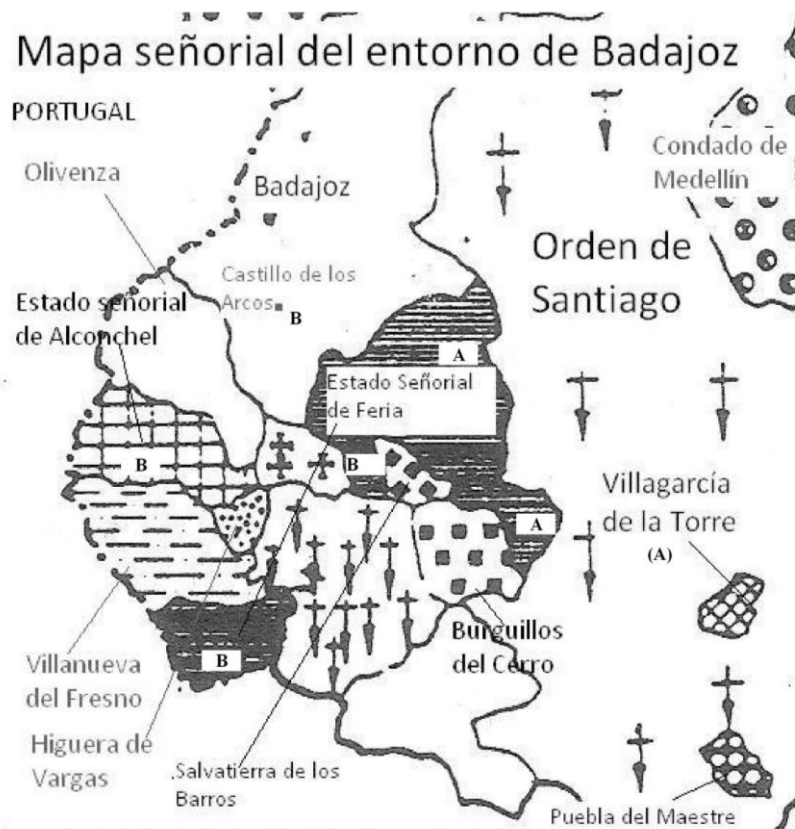 Mapa señorial del entorno de Badajoz
PORTUGAL
Olivenza
Badajoz
Condado de
Medellín
Castillo de los
Arcos
B
Orden de
Santiago
Estado señorial
de Alconchel
A
Estado Señorial
de Feria
B
B
A
Villagarcía
de la Torre
(A)
B
Burguillos
del Cerro
Villanueva
del Fresno
Higuera de
Vargas
Salvatierra de los
Barros
Puebla del Maestre